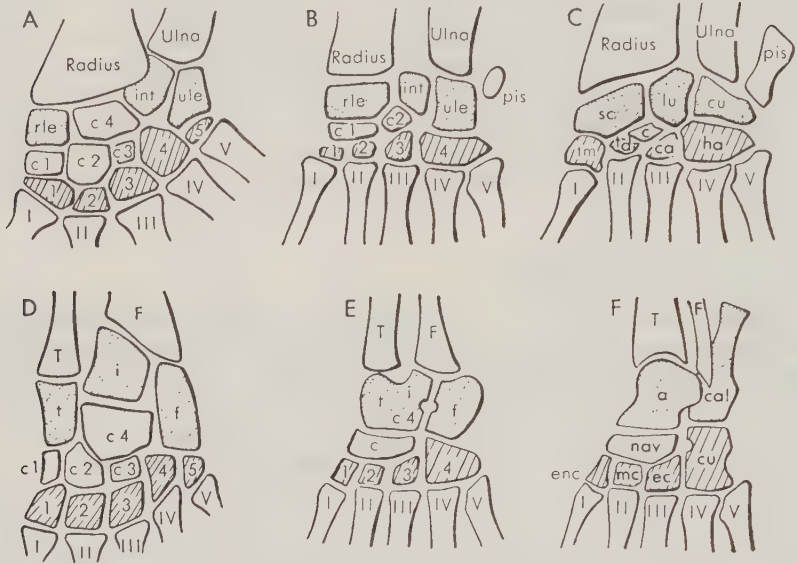 A
Radius
Ulna
int
ule
rle
c 4
5
V
c 1
c 2
c3
4
IV
1
2
3
I
II
III
B
Radius
Ulna
pis
rle
int
c2
ule
c 1
1
2
3
4
I
II
III
IV
V
C
Radius
Ulna
pis
sc
lu
cu
c
tm
td
ca
ha
I
II
III
IV
V
D
F
T
i
t
f
c 4
c1
c 2
c 3
4
5
1
2
3
IV
V
I
II
III
E
T
F
t
i
c 4
f
c
1
2
3
4
I
II
III
IV
V
F
T
F
a
cal
nav
cu
enc
mc
ec
I
II
III
IV
V